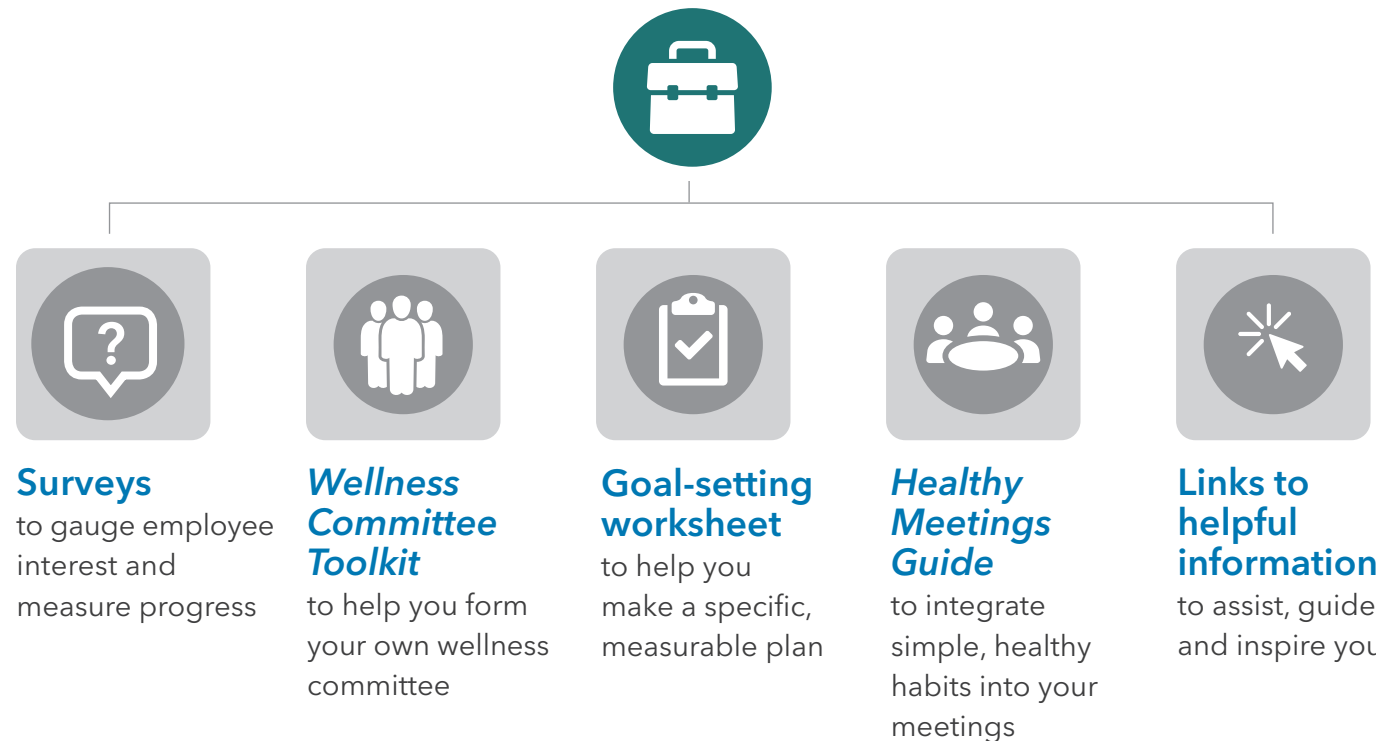 ?
Surveys
to gauge employee
interest and
measure progress
Wellness
Committee
Toolkit
to help you form
your own wellness
committee
Goal-setting
worksheet
to help you
make a specific,
measurable plan
Healthy
Meetings
Guide
to integrate
simple, healthy
habits into your
meetings
Links to
helpful
information
to assist, guide
and inspire you